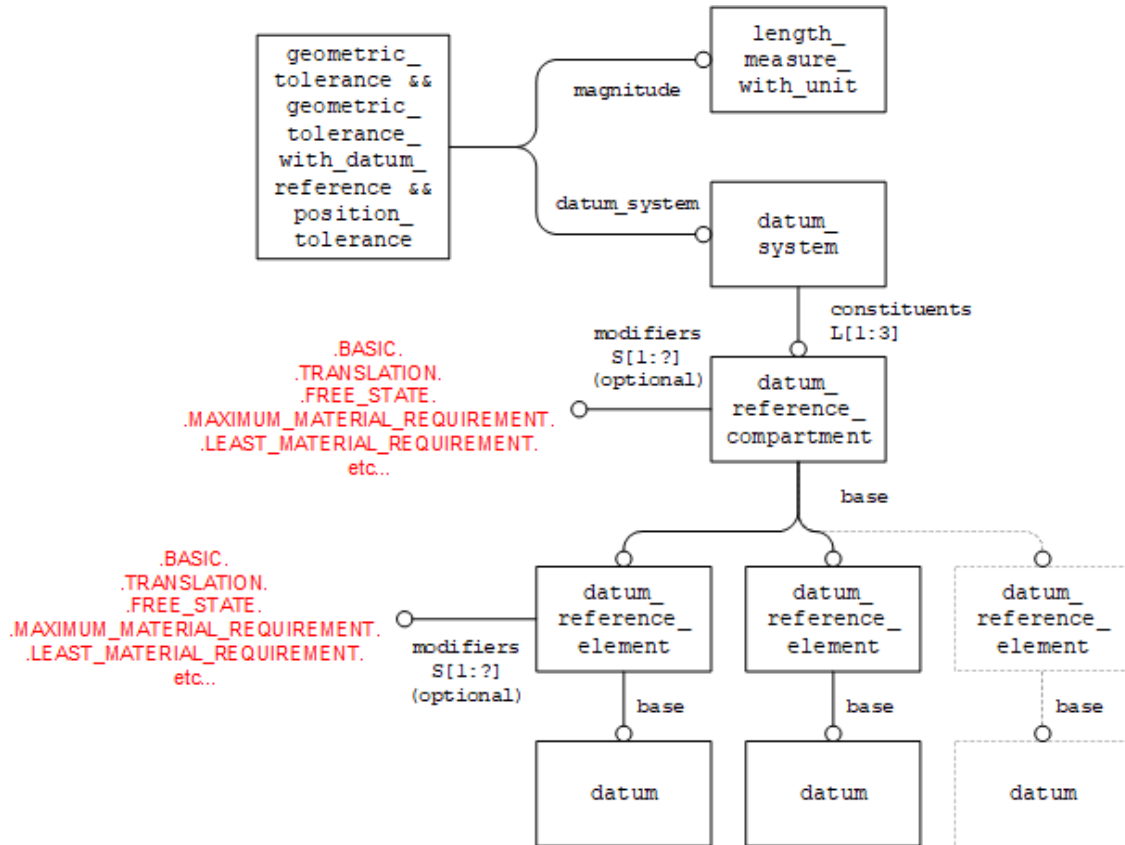 geometric_
tolerance &&
geometric_
tolerance_
with_datum_
reference &&
position_
tolerance
magnitude
length_
measure_
with_unit
datum_system
datum_
system
constituents
L[1:3]
modifiers
S[1:?]
(optional)
.BASIC.
.TRANSLATION.
.FREE_STATE.
.MAXIMUM_MATERIAL_REQUIREMENT.
.LEAST_MATERIAL_REQUIREMENT.
etc...
datum_
reference_
compartment
base
.BASIC.
.TRANSLATION.
.FREE_STATE.
.MAXIMUM_MATERIAL_REQUIREMENT.
.LEAST_MATERIAL_REQUIREMENT.
etc...
modifiers
S[1:?]
(optional)
datum_
reference_
element
datum_
reference_
element
datum_
reference_
element
base
base
base
datum
datum
datum